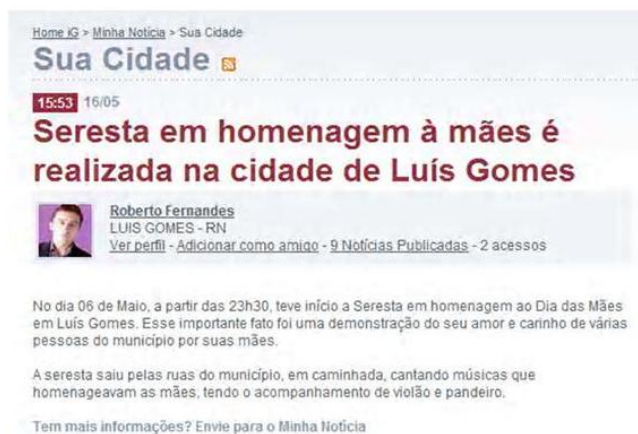 Home iG > Minha Notícia > Sua Cidade
Sua Cidade
15:53 16/05
Seresta em homenagem à mães é
realizada na cidade de Luís Gomes
Roberto Fernandes
LUIS GOMES - RN
Ver perfil - Adicionar como amigo - 9 Notícias Publicadas - 2 acessos
No dia 06 de Maio, a partir das 23h30, teve início a Seresta em homenagem ao Dia das Mães
em Luís Gomes. Esse importante fato foi uma demonstração do seu amor e carinho de várias
pessoas do município por suas mães.
A seresta saiu pelas ruas do município, em caminhada, cantando músicas que
homenageavam as mães, tendo o acompanhamento de violão e pandeiro.
Tem mais informações? Envie para o Minha Notícia